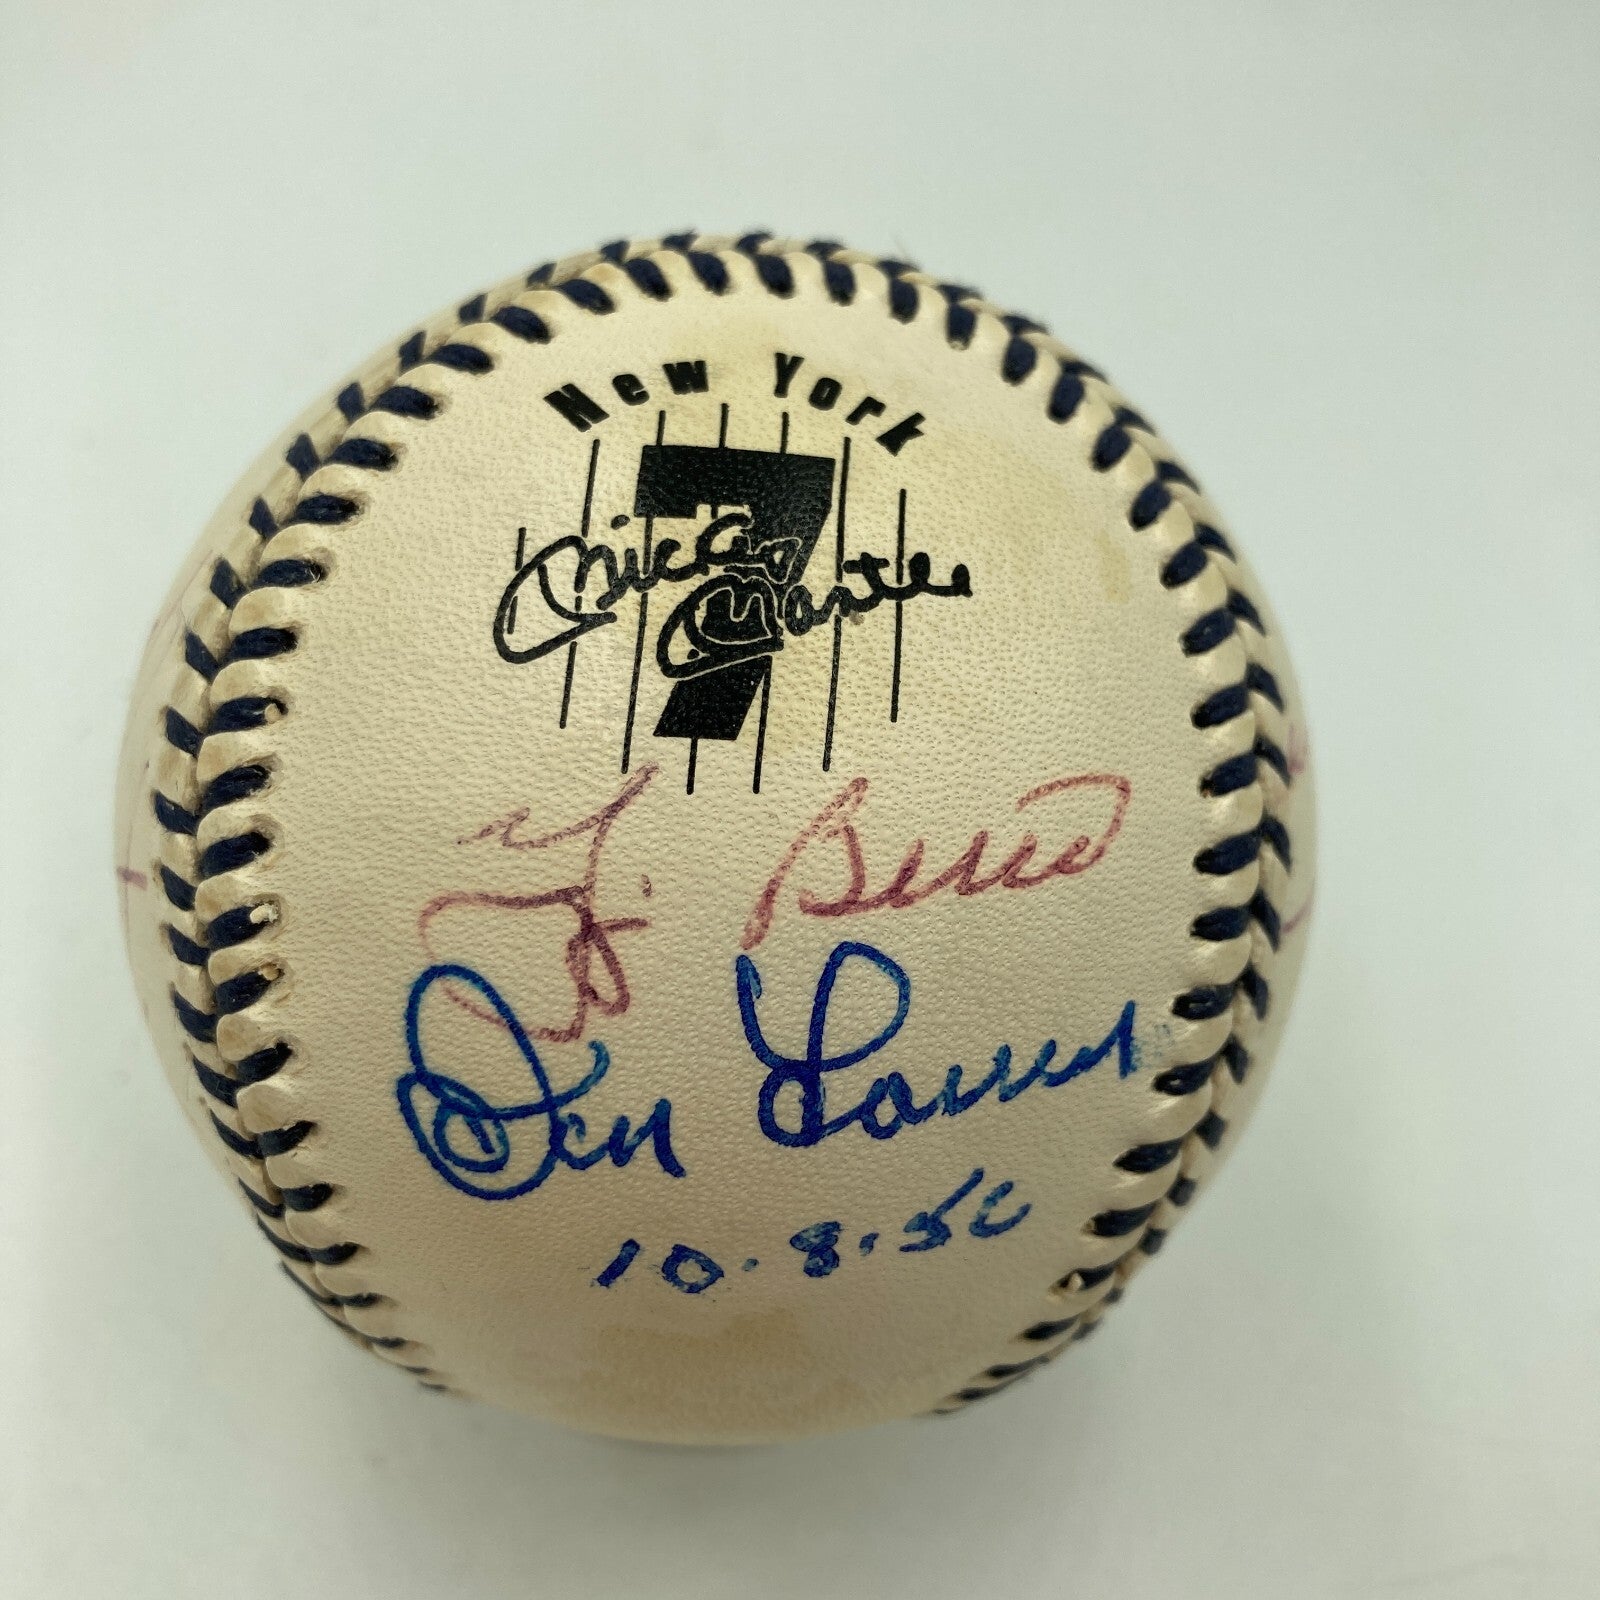 New York
7
Mickey Mantle
Yogi Berra
Don Larsen
10.8.56